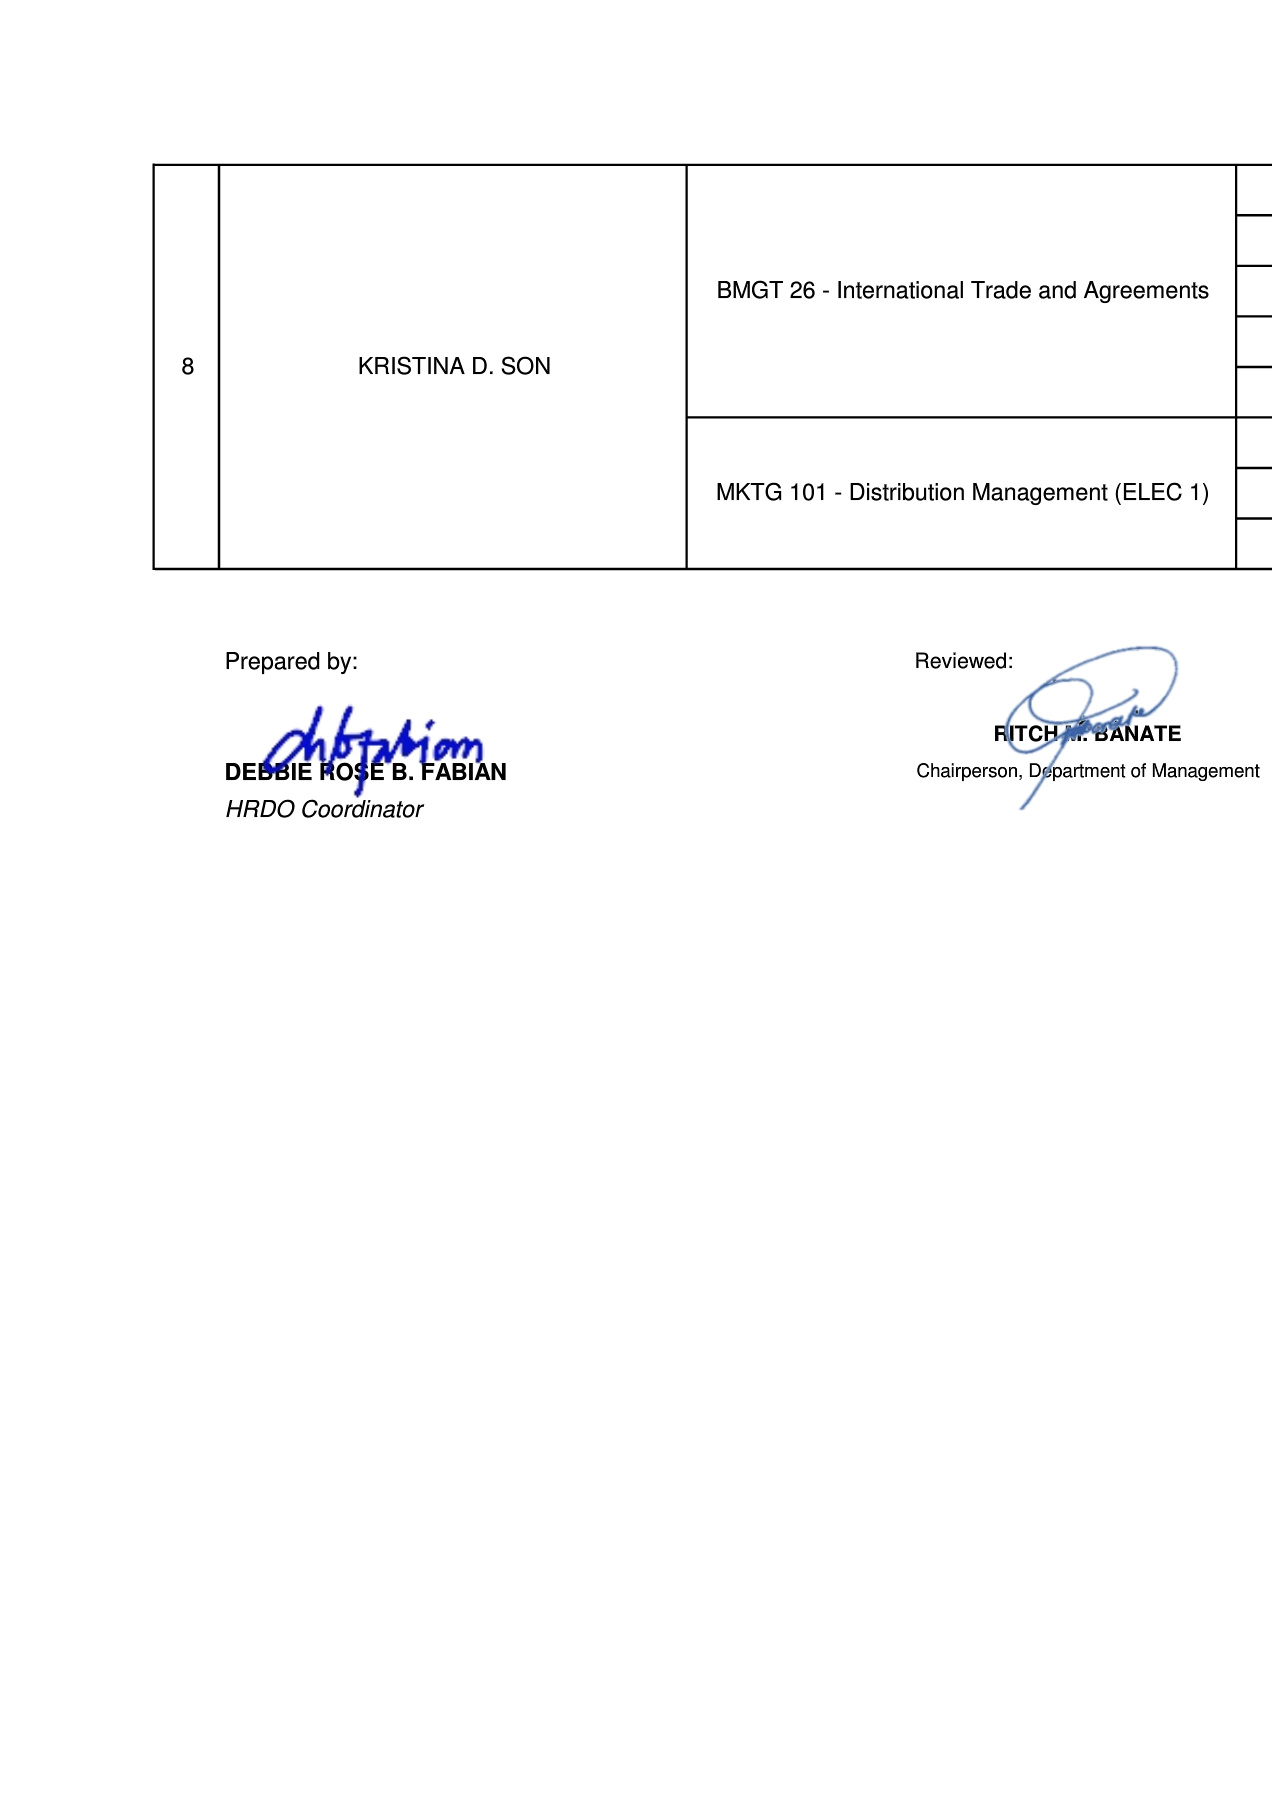 BMGT 26 - International Trade and Agreements
8 KRISTINA D. SON
MKTG 101 - Distribution Management (ELEC 1)
Prepared by: Reviewed:
DEBBIE ROSE B. FABIAN
HRDO Coordinator
RITCH M. BANATE
Chairperson, Department of Management